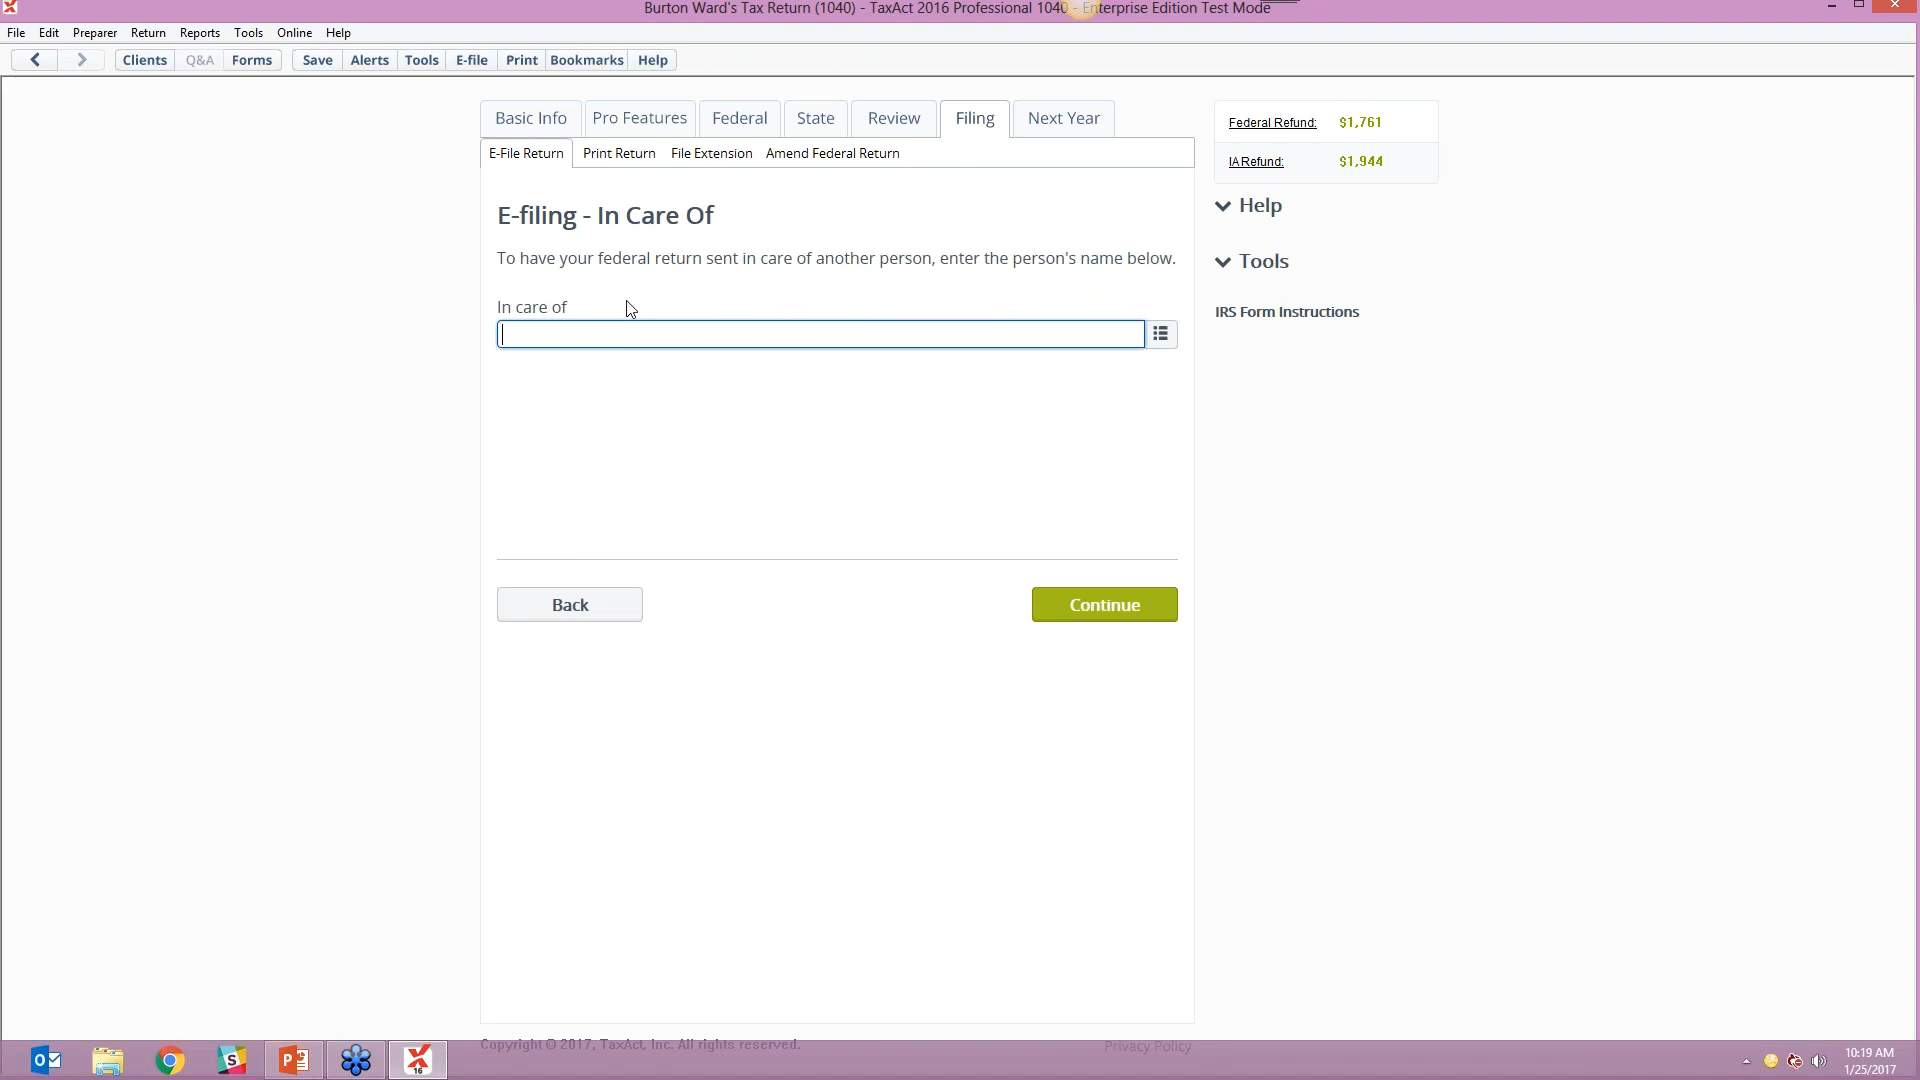 Burton Ward's Tax Return (1040) - TaxAct 2016 Professional 1040 - Enterprise Edition Test Mode
File Edit Preparer Return Reports Tools Online Help
Clients Q&A Forms Save Alerts Tools E-file Print Bookmarks Help
Basic Info Pro Features Federal State Review Filing Next Year
E-File Return Print Return File Extension Amend Federal Return
Federal Refund: $1,761
IA Refund: $1,944
Help
Tools
IRS Form Instructions
E-filing - In Care Of
To have your federal return sent in care of another person, enter the person's name below.
In care of
Back Continue
Copyright © 2017, TaxAct, Inc. All rights reserved. Privacy Policy
16
10:19 AM
1/25/2017